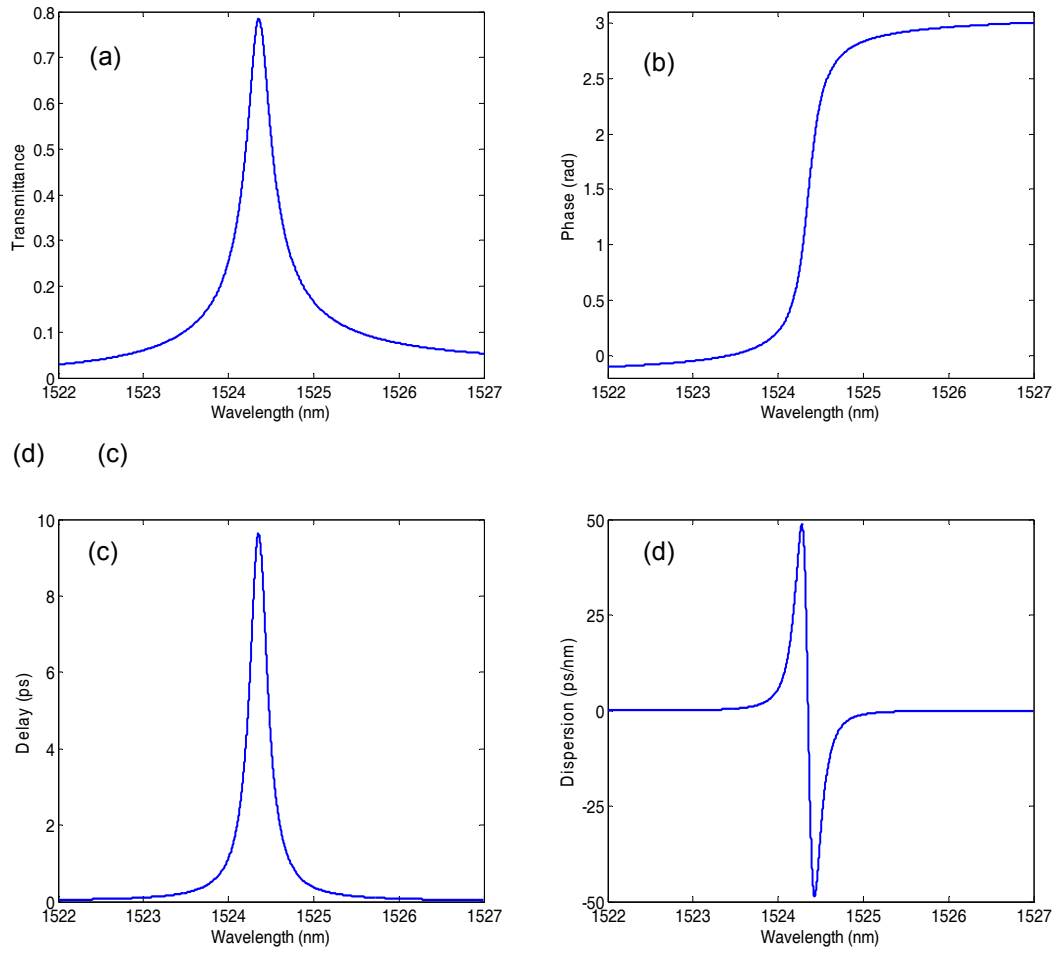 (a)
0.8
0.7
0.6
0.5
0.4
0.3
0.2
0.1
0
Transmittance
1522 1523 1524 1525 1526 1527
Wavelength (nm)
(b)
3
2.5
2
1.5
1
0.5
0
Phase (rad)
1522 1523 1524 1525 1526 1527
Wavelength (nm)
(d) (c)
(c)
10
8
6
4
2
0
Delay (ps)
1522 1523 1524 1525 1526 1527
Wavelength (nm)
(d)
50
25
0
-25
-50
Dispersion (ps/nm)
1522 1523 1524 1525 1526 1527
Wavelength (nm)